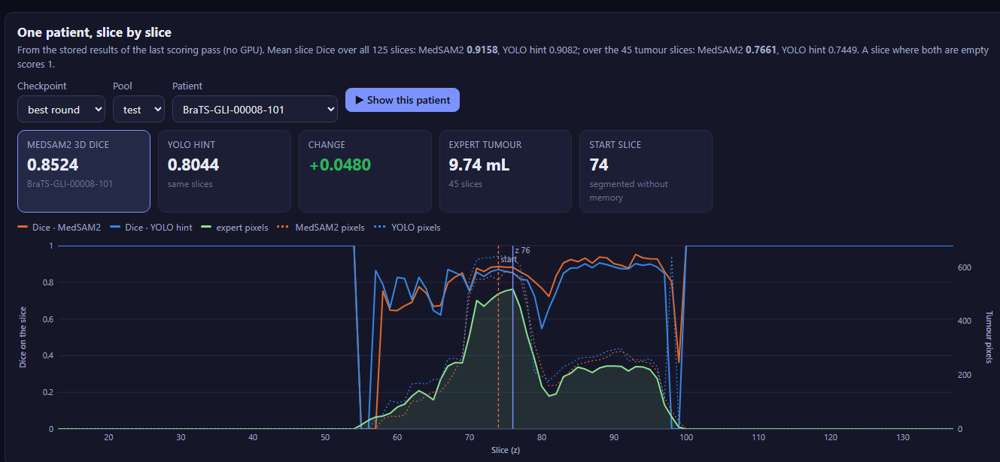 One patient, slice by slice
From the stored results of the last scoring pass (no GPU). Mean slice Dice over all 125 slices: MedSAM2 0.9158, YOLO hint 0.9082; over the 45 tumour slices: MedSAM2 0.7661, YOLO hint 0.7449. A slice where both are empty
scores 1.
Checkpoint Pool Patient
best round test BraTS-GLI-00008-101 ▶ Show this patient
MEDSAM2 3D DICE YOLO HINT CHANGE EXPERT TUMOUR START SLICE
0.8524 0.8044 +0.0480 9.74 mL 74
BraTS-GLI-00008-101 same slices 45 slices segmented without
memory
Dice · MedSAM2 Dice · YOLO hint expert pixels MedSAM2 pixels YOLO pixels
1
z 76
start
600
0.8
0.6
400
0.4
200
0.2
0 0
Dice on the slice
Tumour pixels
20 30 40 50 60 70 80 90 100 110 120 130
Slice (z)